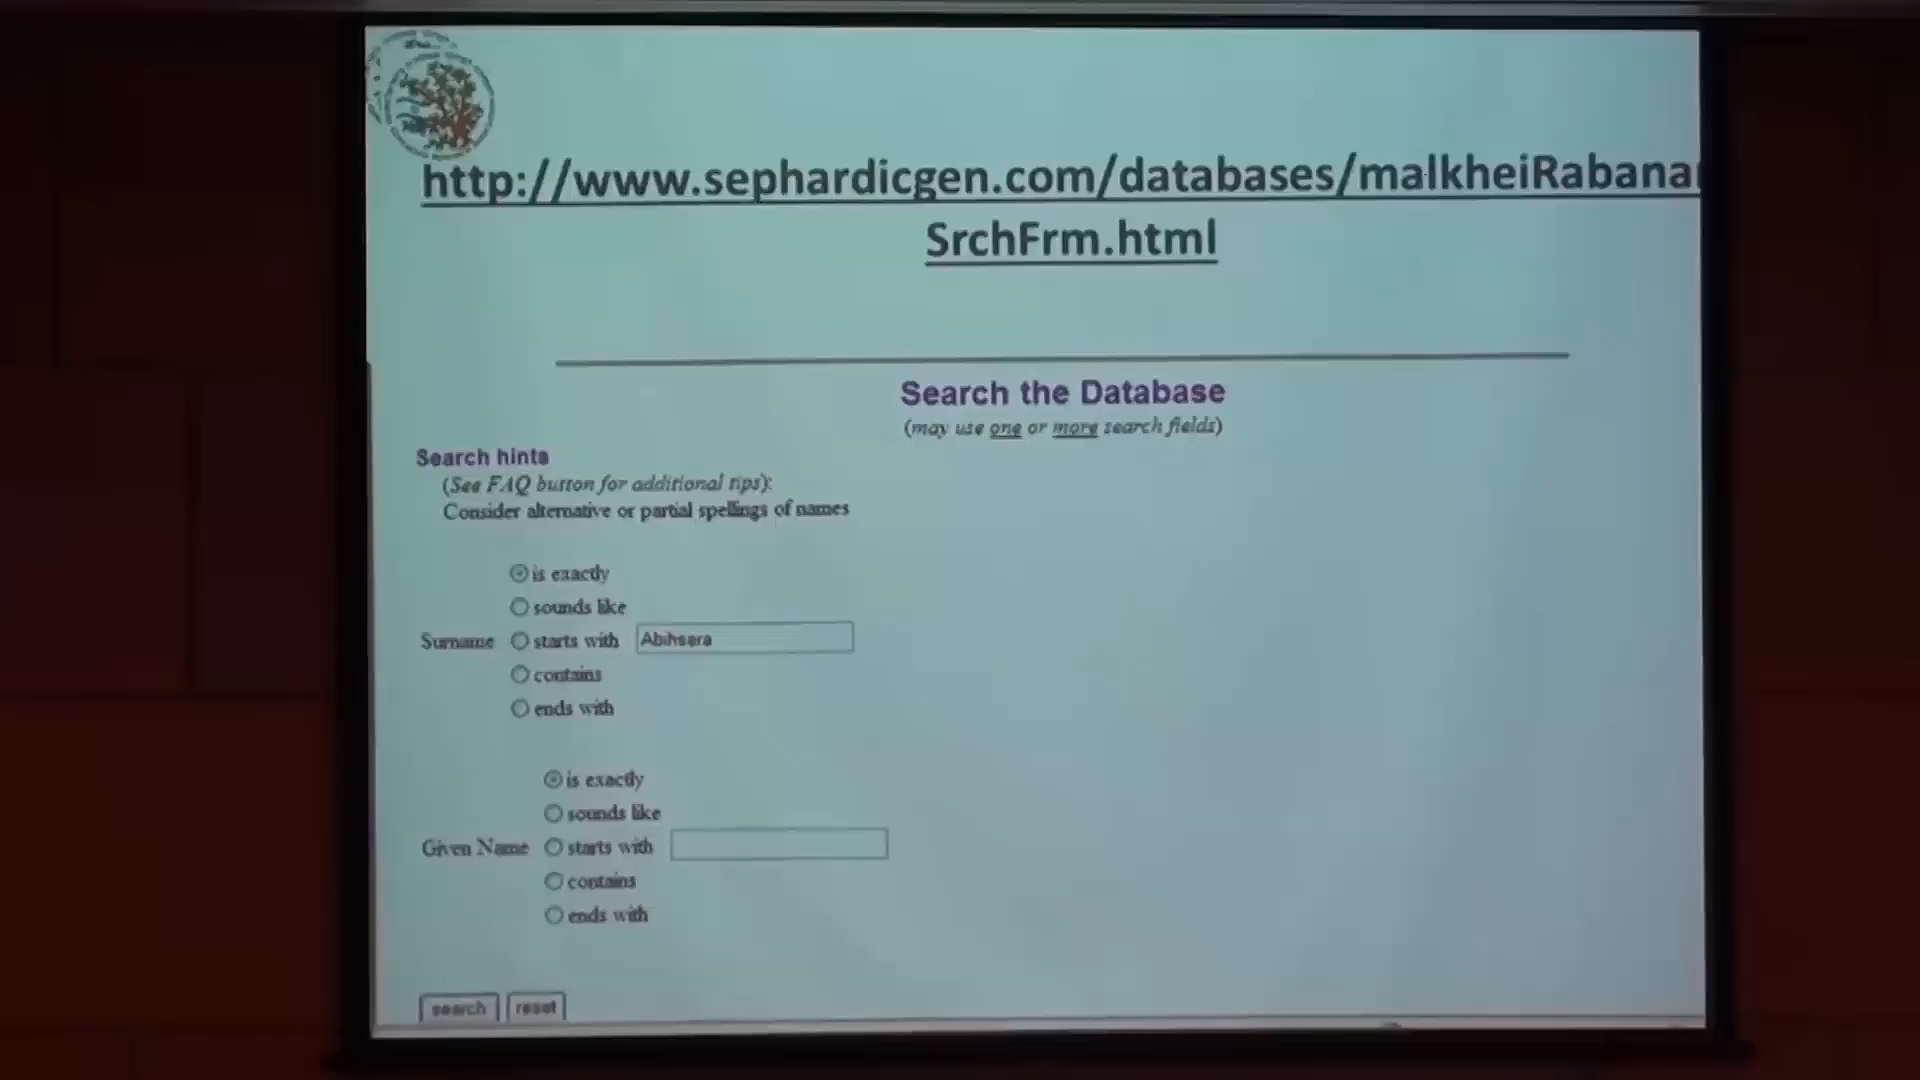 http://www.sephardicgen.com/databases/malkheiRabana
SrchFrm.html
Search the Database
(may use one or more search fields)
Search hints
(See FAQ button for additional tips):
Consider alternative or partial spellings of names
is exactly
sounds like
Surname starts with Abihsera
contains
ends with
is exactly
sounds like
Given Name starts with
contains
ends with
search reset